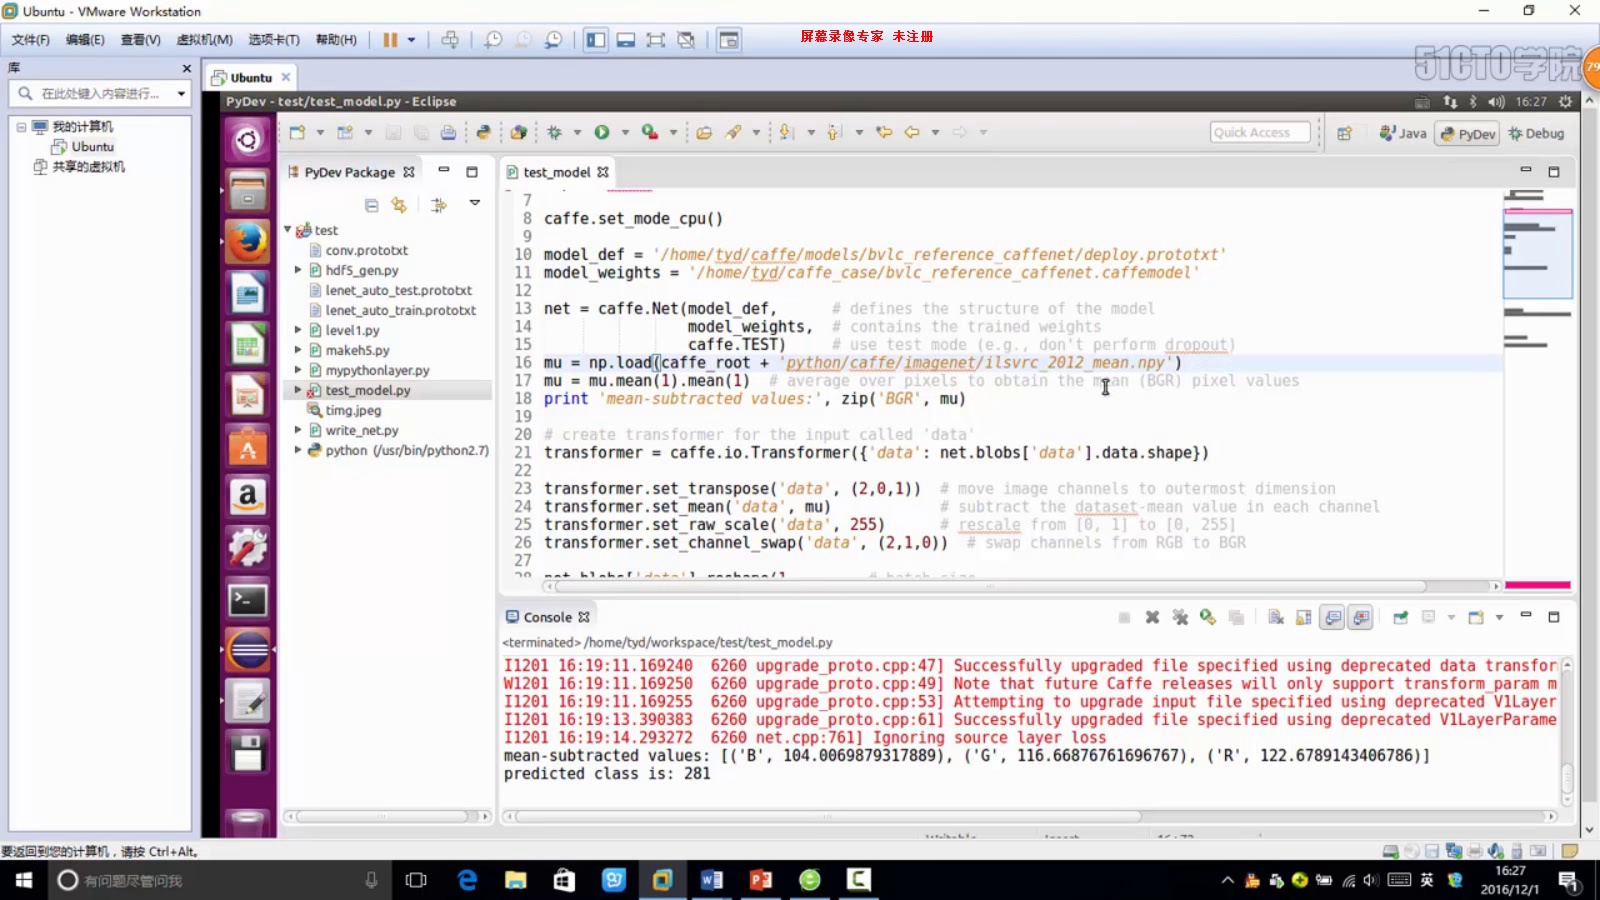 Ubuntu - VMware Workstation
文件(F) 编辑(E) 查看(V) 虚拟机(M) 选项卡(T) 帮助(H)
屏幕录像专家 未注册
51CTO学院
79
库
在此处键入内容进行...
我的计算机
Ubuntu
共享的虚拟机
Ubuntu
PyDev - test/test_model.py - Eclipse
16:27
Quick Access
Java
PyDev
Debug
PyDev Package
test
conv.prototxt
hdf5_gen.py
lenet_auto_test.prototxt
lenet_auto_train.prototxt
level1.py
makeh5.py
mypythonlayer.py
test_model.py
timg.jpeg
write_net.py
python (/usr/bin/python2.7)
test_model
7
8 caffe.set_mode_cpu()
9
10 model_def = '/home/tyd/caffe/models/bvlc_reference_caffenet/deploy.prototxt'
11 model_weights = '/home/tyd/caffe_case/bvlc_reference_caffenet.caffemodel'
12
13 net = caffe.Net(model_def,      # defines the structure of the model
14                 model_weights,  # contains the trained weights
15                 caffe.TEST)     # use test mode (e.g., don't perform dropout)
16 mu = np.load(caffe_root + 'python/caffe/imagenet/ilsvrc_2012_mean.npy')
17 mu = mu.mean(1).mean(1)  # average over pixels to obtain the mean (BGR) pixel values
18 print 'mean-subtracted values:', zip('BGR', mu)
19
20 # create transformer for the input called 'data'
21 transformer = caffe.io.Transformer({'data': net.blobs['data'].data.shape})
22
23 transformer.set_transpose('data', (2,0,1))  # move image channels to outermost dimension
24 transformer.set_mean('data', mu)            # subtract the dataset-mean value in each channel
25 transformer.set_raw_scale('data', 255)      # rescale from [0, 1] to [0, 255]
26 transformer.set_channel_swap('data', (2,1,0))  # swap channels from RGB to BGR
27
28 net.blobs['data'].reshape(1,         # batch size
Console
<terminated> /home/tyd/workspace/test/test_model.py
I1201 16:19:11.169240  6260 upgrade_proto.cpp:47] Successfully upgraded file specified using deprecated data transfor
W1201 16:19:11.169250  6260 upgrade_proto.cpp:49] Note that future Caffe releases will only support transform_param m
I1201 16:19:11.169255  6260 upgrade_proto.cpp:53] Attempting to upgrade input file specified using deprecated V1Layer
I1201 16:19:13.390383  6260 upgrade_proto.cpp:61] Successfully upgraded file specified using deprecated V1LayerParame
I1201 16:19:14.293272  6260 net.cpp:761] Ignoring source layer loss
mean-subtracted values: [('B', 104.0069879317889), ('G', 116.66876761696767), ('R', 122.6789143406786)]
predicted class is: 281
要返回到您的计算机，请按 Ctrl+Alt。
有问题尽管问我
英
16:27
2016/12/1
1